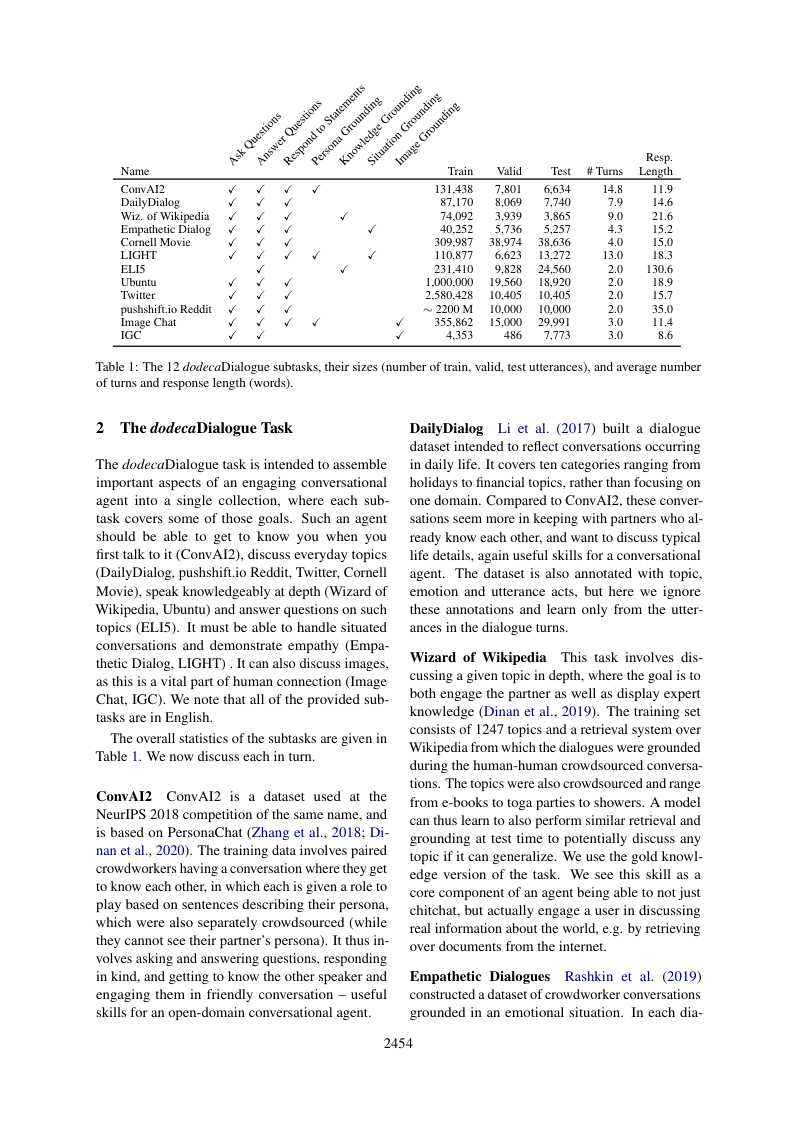 Ask Questions
Answer Questions
Respond to Statements
Persona Grounding
Knowledge Grounding
Situation Grounding
Image Grounding
Resp.
Name Train Valid Test # Turns Length
ConvAI2 ✓ ✓ ✓ ✓ 131,438 7,801 6,634 14.8 11.9
DailyDialog ✓ ✓ ✓ 87,170 8,069 7,740 7.9 14.6
Wiz. of Wikipedia ✓ ✓ ✓ ✓ 74,092 3,939 3,865 9.0 21.6
Empathetic Dialog ✓ ✓ ✓ ✓ 40,252 5,736 5,257 4.3 15.2
Cornell Movie ✓ ✓ ✓ 309,987 38,974 38,636 4.0 15.0
LIGHT ✓ ✓ ✓ ✓ ✓ 110,877 6,623 13,272 13.0 18.3
ELI5 ✓ ✓ 231,410 9,828 24,560 2.0 130.6
Ubuntu ✓ ✓ ✓ 1,000,000 19,560 18,920 2.0 18.9
Twitter ✓ ✓ ✓ 2,580,428 10,405 10,405 2.0 15.7
pushshift.io Reddit ✓ ✓ ✓ ∼ 2200 M 10,000 10,000 2.0 35.0
Image Chat ✓ ✓ ✓ ✓ ✓ 355,862 15,000 29,991 3.0 11.4
IGC ✓ ✓ ✓ 4,353 486 7,773 3.0 8.6
Table 1: The 12 dodecaDialogue subtasks, their sizes (number of train, valid, test utterances), and average number
of turns and response length (words).
2 The dodecaDialogue Task
The dodecaDialogue task is intended to assemble
important aspects of an engaging conversational
agent into a single collection, where each sub-
task covers some of those goals. Such an agent
should be able to get to know you when you
first talk to it (ConvAI2), discuss everyday topics
(DailyDialog, pushshift.io Reddit, Twitter, Cornell
Movie), speak knowledgeably at depth (Wizard of
Wikipedia, Ubuntu) and answer questions on such
topics (ELI5). It must be able to handle situated
conversations and demonstrate empathy (Empa-
thetic Dialog, LIGHT) . It can also discuss images,
as this is a vital part of human connection (Image
Chat, IGC). We note that all of the provided sub-
tasks are in English.
The overall statistics of the subtasks are given in
Table 1. We now discuss each in turn.
ConvAI2 ConvAI2 is a dataset used at the
NeurIPS 2018 competition of the same name, and
is based on PersonaChat (Zhang et al., 2018; Di-
nan et al., 2020). The training data involves paired
crowdworkers having a conversation where they get
to know each other, in which each is given a role to
play based on sentences describing their persona,
which were also separately crowdsourced (while
they cannot see their partner's persona). It thus in-
volves asking and answering questions, responding
in kind, and getting to know the other speaker and
engaging them in friendly conversation – useful
skills for an open-domain conversational agent.
DailyDialog Li et al. (2017) built a dialogue
dataset intended to reflect conversations occurring
in daily life. It covers ten categories ranging from
holidays to financial topics, rather than focusing on
one domain. Compared to ConvAI2, these conver-
sations seem more in keeping with partners who al-
ready know each other, and want to discuss typical
life details, again useful skills for a conversational
agent. The dataset is also annotated with topic,
emotion and utterance acts, but here we ignore
these annotations and learn only from the utter-
ances in the dialogue turns.
Wizard of Wikipedia This task involves dis-
cussing a given topic in depth, where the goal is to
both engage the partner as well as display expert
knowledge (Dinan et al., 2019). The training set
consists of 1247 topics and a retrieval system over
Wikipedia from which the dialogues were grounded
during the human-human crowdsourced conversa-
tions. The topics were also crowdsourced and range
from e-books to toga parties to showers. A model
can thus learn to also perform similar retrieval and
grounding at test time to potentially discuss any
topic if it can generalize. We use the gold knowl-
edge version of the task. We see this skill as a
core component of an agent being able to not just
chitchat, but actually engage a user in discussing
real information about the world, e.g. by retrieving
over documents from the internet.
Empathetic Dialogues Rashkin et al. (2019)
constructed a dataset of crowdworker conversations
grounded in an emotional situation. In each dia-
2454